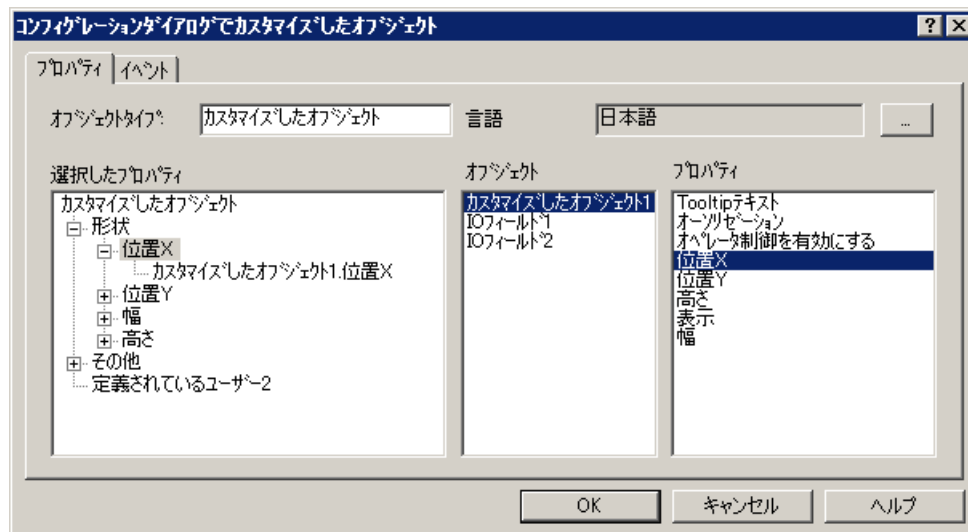 コンフィグレーションダイアログでカスタマイズしたオブジェクト
プロパティ イベント
オブジェクトタイプ: カスタマイズしたオブジェクト 言語 日本語 ...
選択したプロパティ オブジェクト プロパティ
カスタマイズしたオブジェクト
形状
位置X
カスタマイズしたオブジェクト1.位置X
位置Y
幅
高さ
その他
定義されているユーザー2
カスタマイズしたオブジェクト1
IOフィールド1
IOフィールド2
Tooltipテキスト
オーソリゼーション
オペレータ制御を有効にする
位置X
位置Y
高さ
表示
幅
OK キャンセル ヘルプ